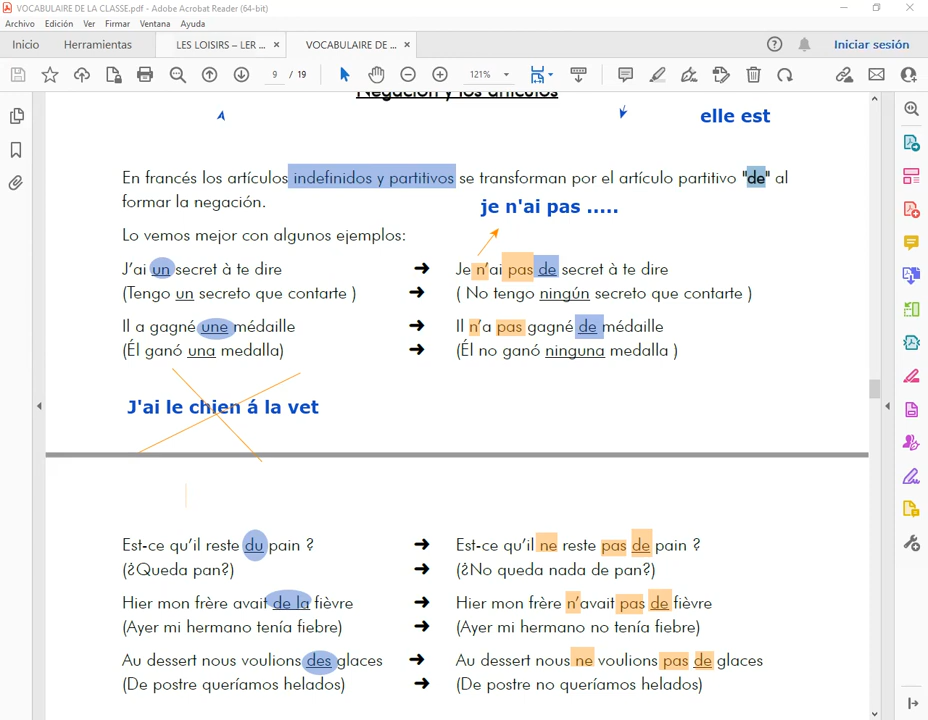 VOCABULAIRE DE LA CLASSE.pdf - Adobe Acrobat Reader (64-bit)
Archivo Edición Ver Firmar Ventana Ayuda
Inicio Herramientas LES LOISIRS – LER ... × VOCABULAIRE DE ... × Iniciar sesión
9 / 19 121%
Negación y los artículos
elle est
En francés los artículos indefinidos y partitivos se transforman por el artículo partitivo "de" al
formar la negación.
je n'ai pas .....
Lo vemos mejor con algunos ejemplos:
J'ai un secret à te dire ➜ Je n'ai pas de secret à te dire
(Tengo un secreto que contarte ) ➜ ( No tengo ningún secreto que contarte )
Il a gagné une médaille ➜ Il n'a pas gagné de médaille
(Él ganó una medalla) ➜ (Él no ganó ninguna medalla )
J'ai le chien á la vet
Est-ce qu'il reste du pain ? ➜ Est-ce qu'il ne reste pas de pain ?
(¿Queda pan?) ➜ (¿No queda nada de pan?)
Hier mon frère avait de la fièvre ➜ Hier mon frère n'avait pas de fièvre
(Ayer mi hermano tenía fiebre) ➜ (Ayer mi hermano no tenía fiebre)
Au dessert nous voulions des glaces ➜ Au dessert nous ne voulions pas de glaces
(De postre queríamos helados) ➜ (De postre no queríamos helados)